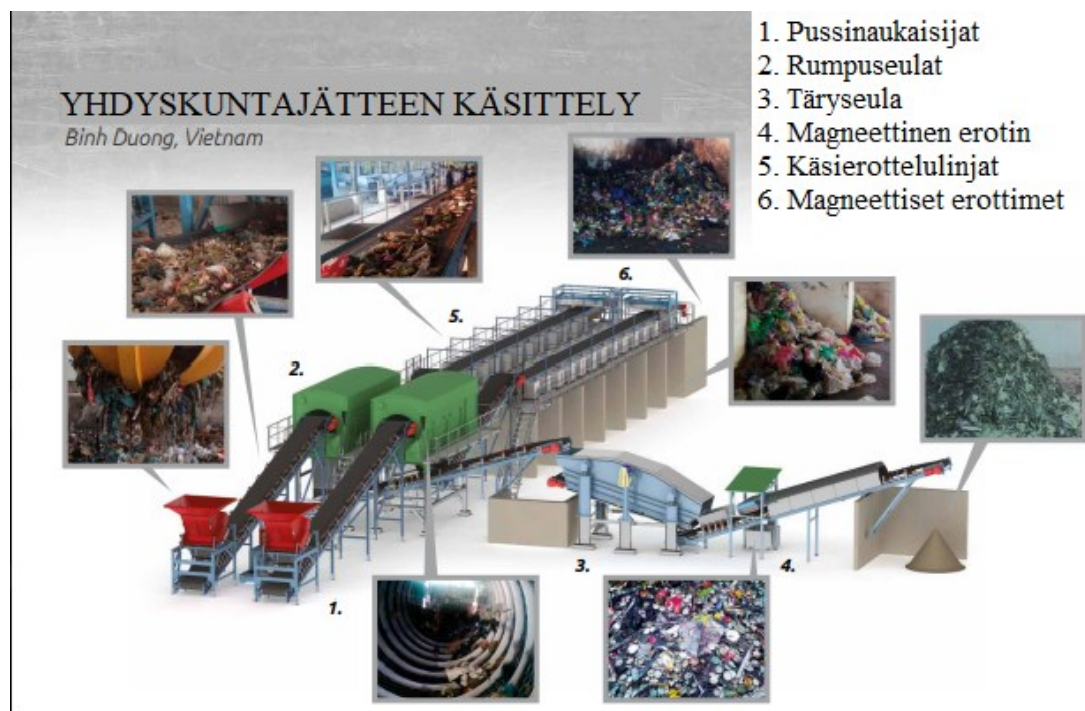 YHDYSKUNTAJÄTTEEN KÄSITTELY
Binh Duong, Vietnam
1. Pussinaukaisijat
2. Rumpuseulat
3. Täryseula
4. Magneettinen erotin
5. Käsierottelulinjat
6. Magneettiset erottimet
6.
5.
2.
3.
4.
1.